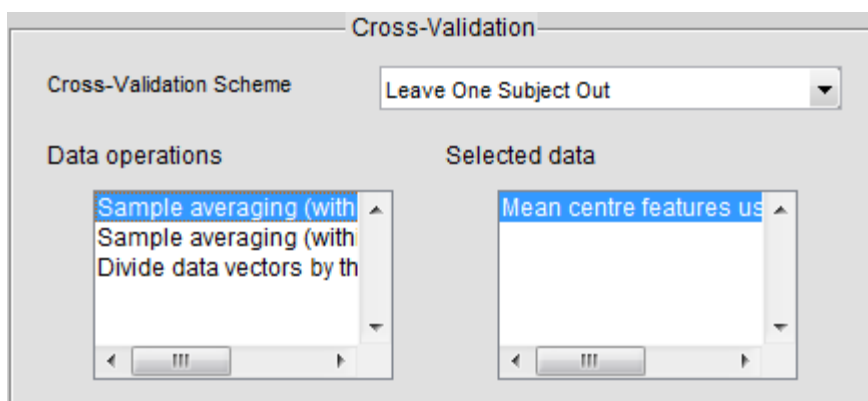 Cross-Validation
Cross-Validation Scheme
Leave One Subject Out
Data operations
Selected data
Sample averaging (with
Sample averaging (withi
Divide data vectors by th
Mean centre features us